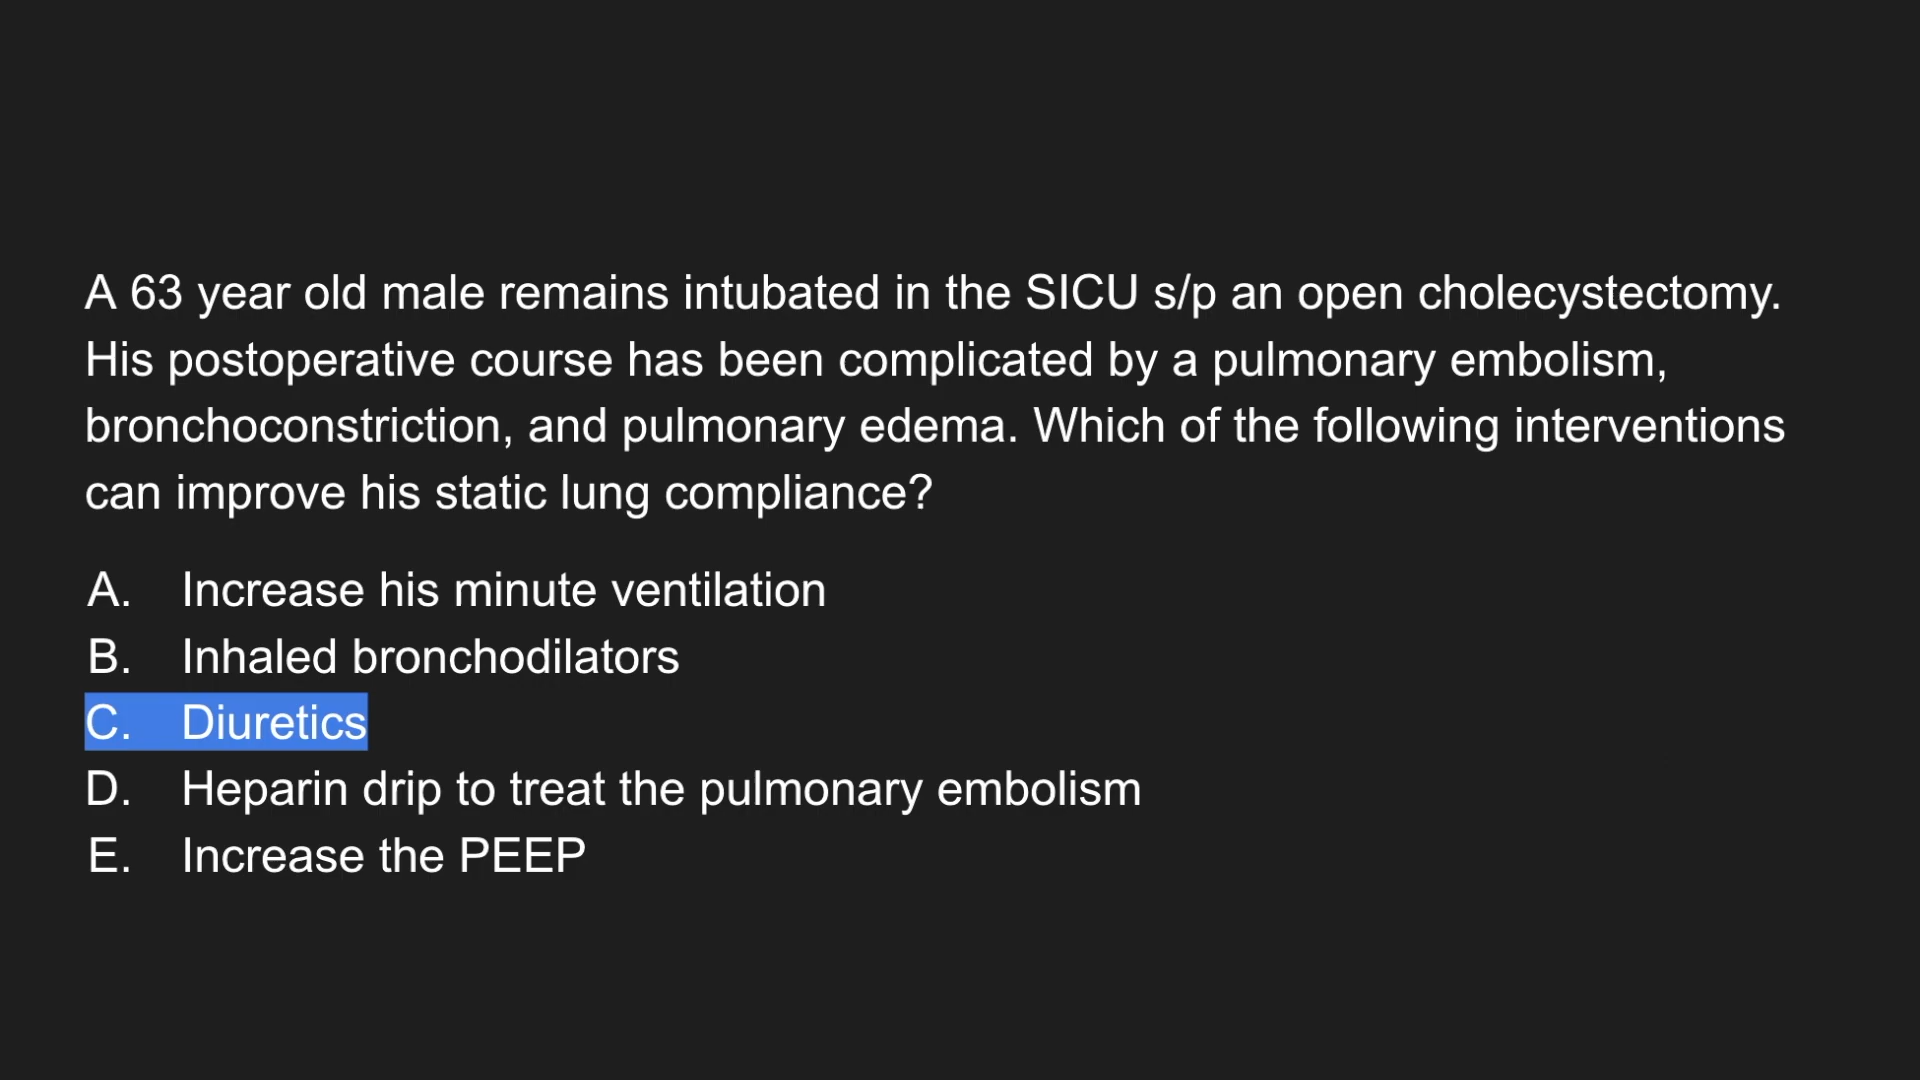 A 63 year old male remains intubated in the SICU s/p an open cholecystectomy.
His postoperative course has been complicated by a pulmonary embolism,
bronchoconstriction, and pulmonary edema. Which of the following interventions
can improve his static lung compliance?
A. Increase his minute ventilation
B. Inhaled bronchodilators
C. Diuretics
D. Heparin drip to treat the pulmonary embolism
E. Increase the PEEP